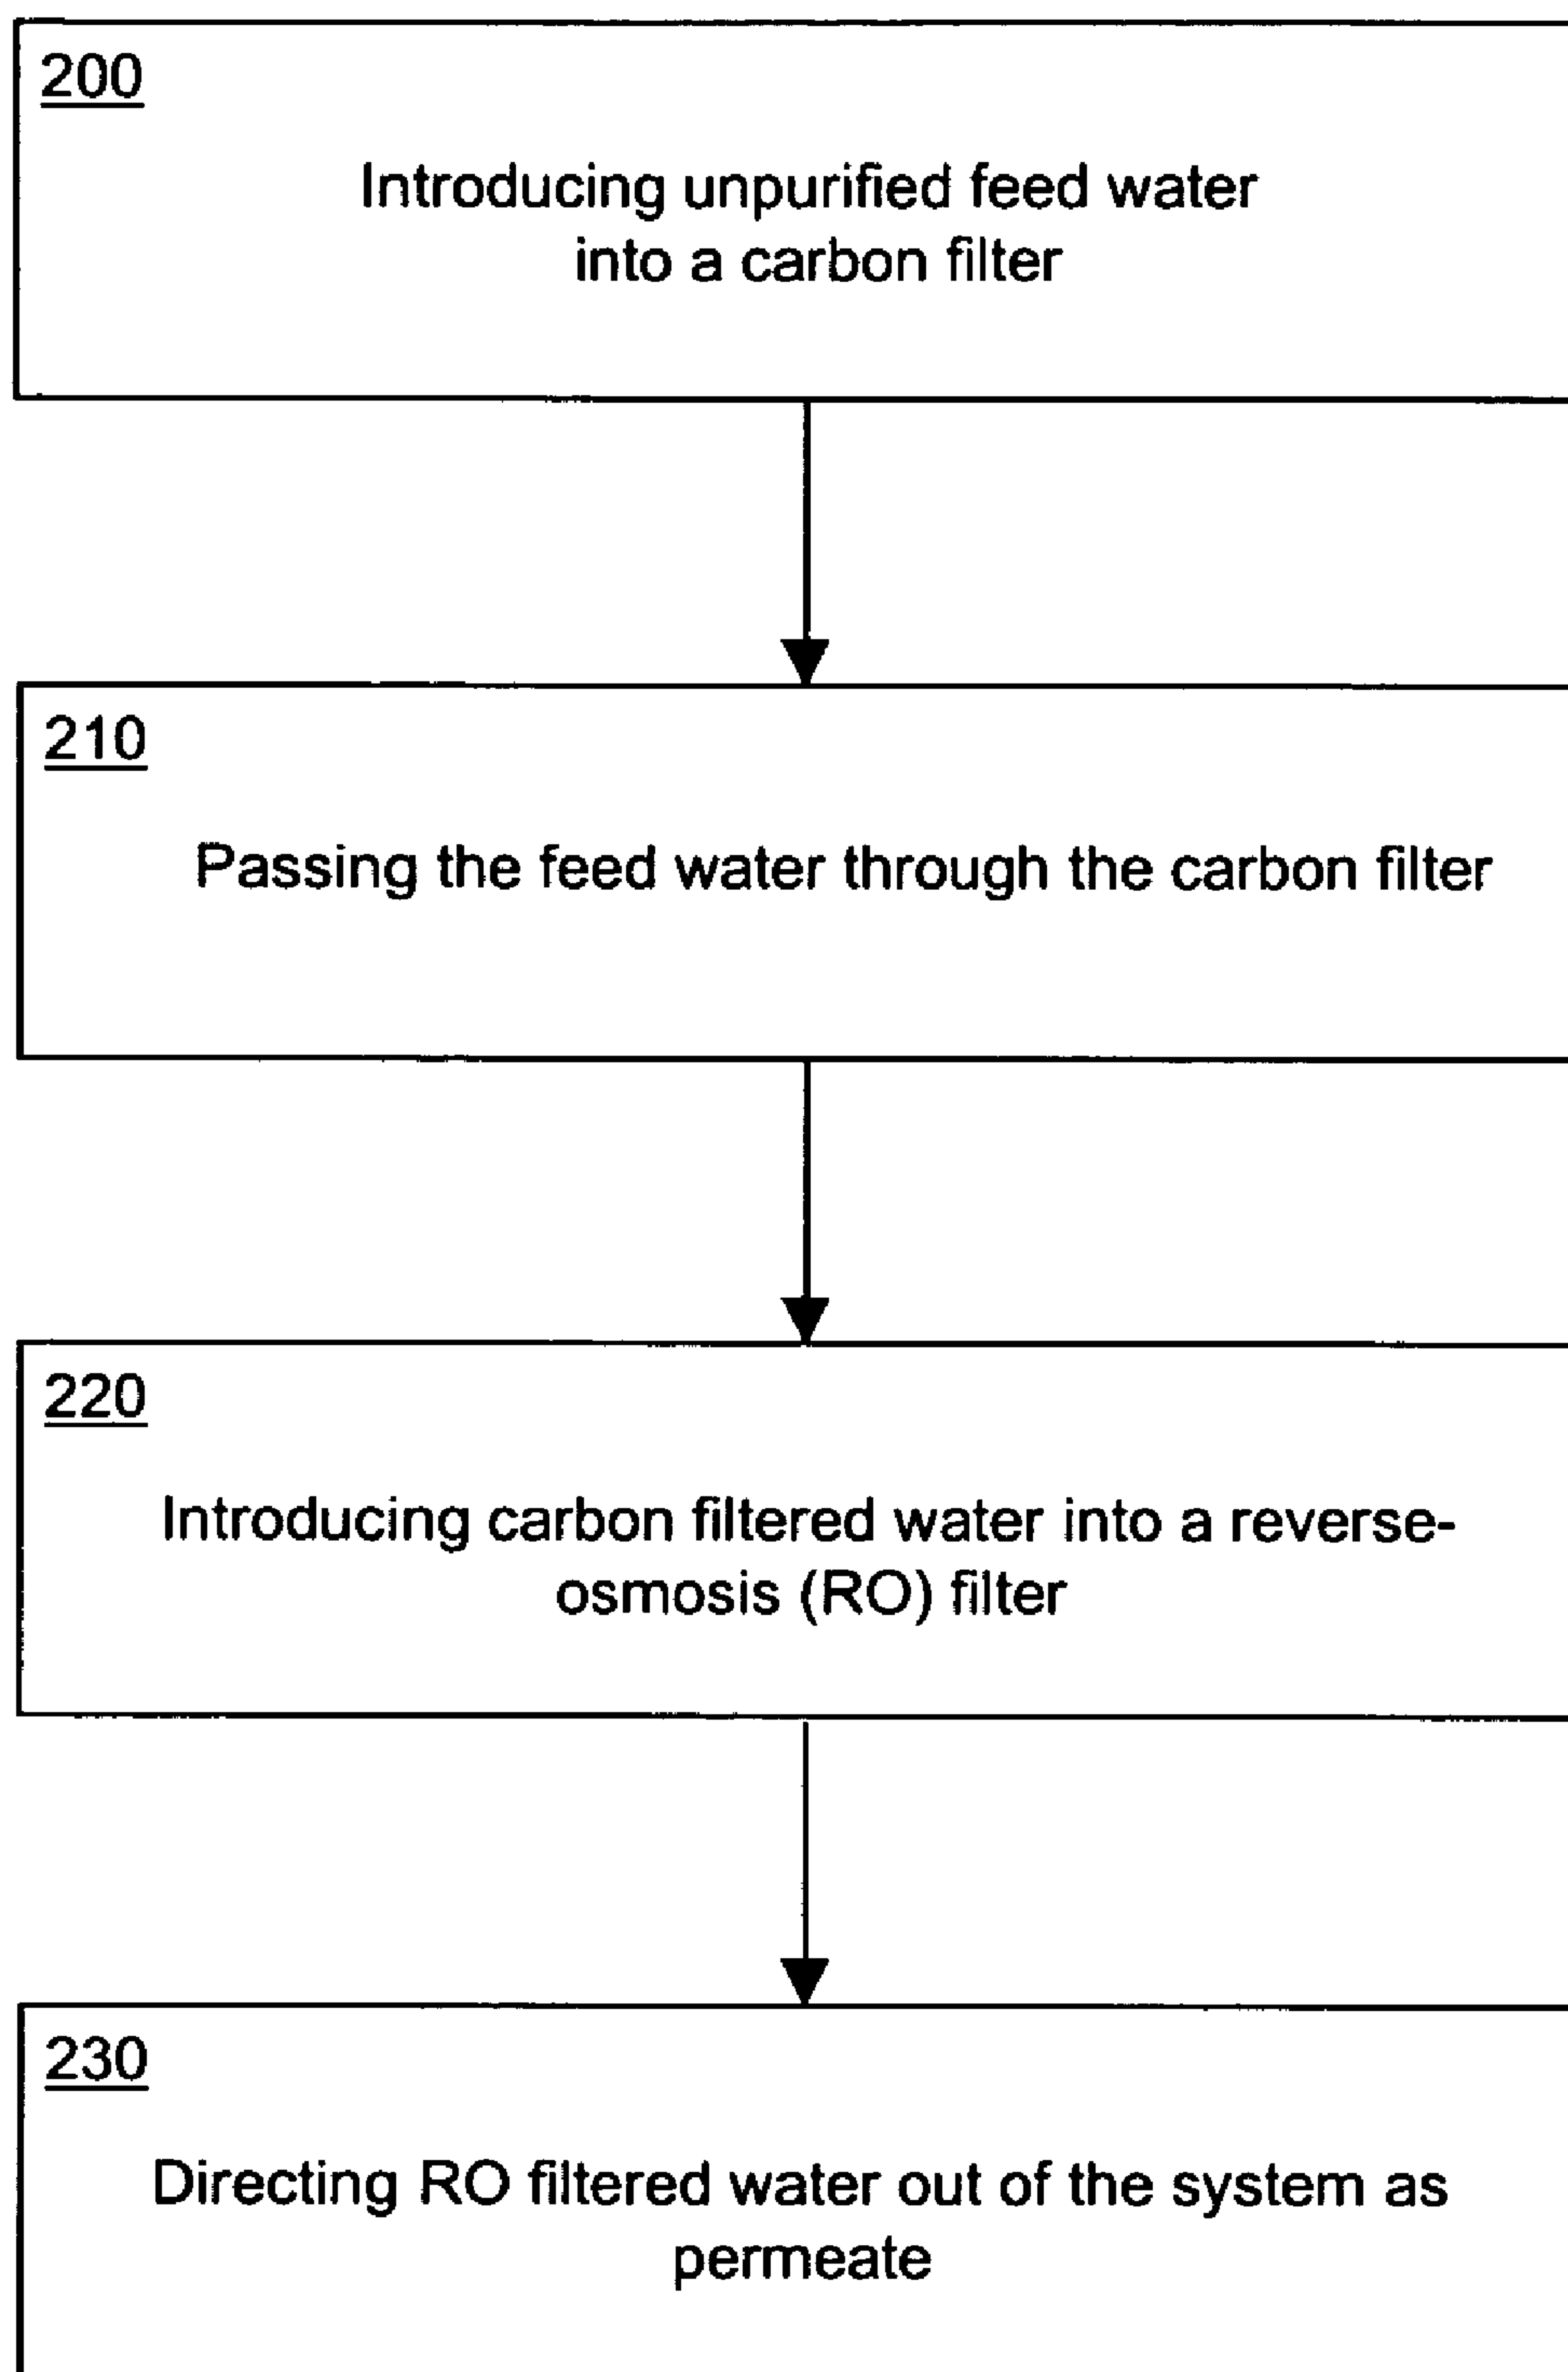 200
Introducing unpurified feed water
into a carbon filter
210
Passing the feed water through the carbon filter
220
Introducing carbon filtered water into a reverse-
osmosis (RO) filter
230
Directing RO filtered water out of the system as
permeate